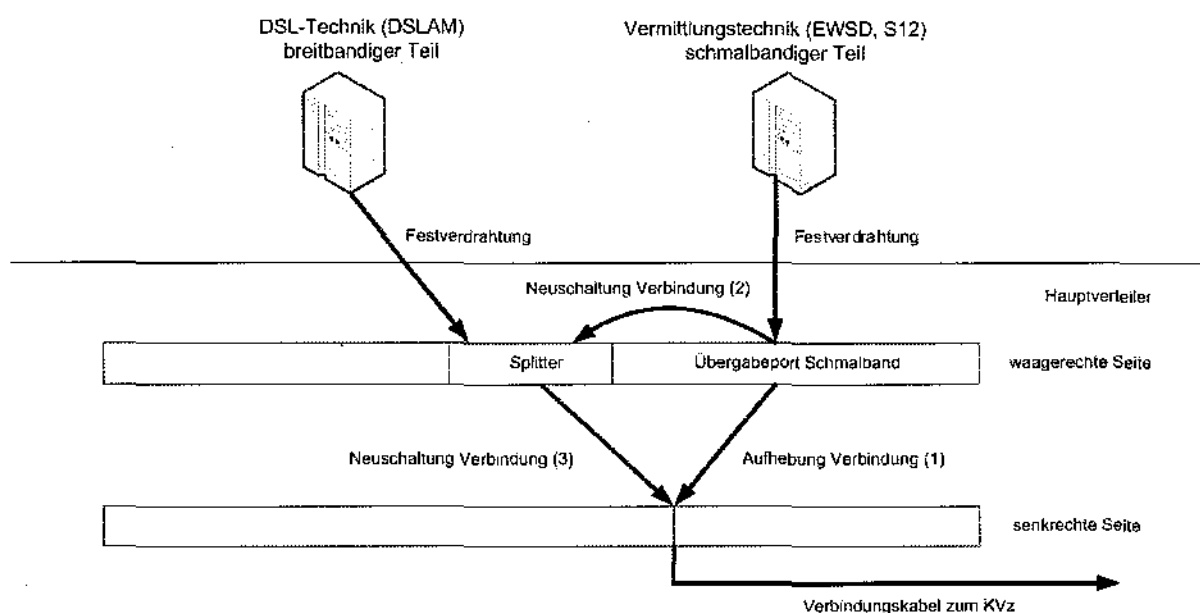 DSL-Technik (DSLAM)
breitbandiger Teil
Vermittlungstechnik (EWSD, S12)
schmalbandiger Teil
Festverdrahtung
Festverdrahtung
Neuschaltung Verbindung (2)
Hauptverteiler
Splitter
Übergabeport Schmalband
waagerechte Seite
Neuschaltung Verbindung (3)
Aufhebung Verbindung (1)
senkrechte Seite
Verbindungskabel zum KVz